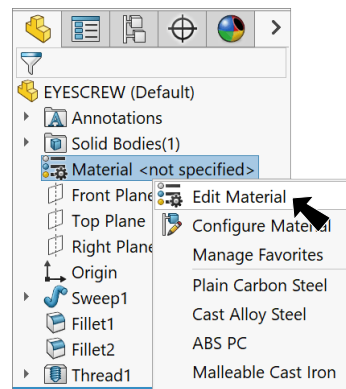 EYESCREW (Default)
Annotations
Solid Bodies(1)
Material <not specified>
Front Plane
Top Plane
Right Plane
Origin
Sweep1
Fillet1
Fillet2
Thread1
Edit Material
Configure Material
Manage Favorites
Plain Carbon Steel
Cast Alloy Steel
ABS PC
Malleable Cast Iron